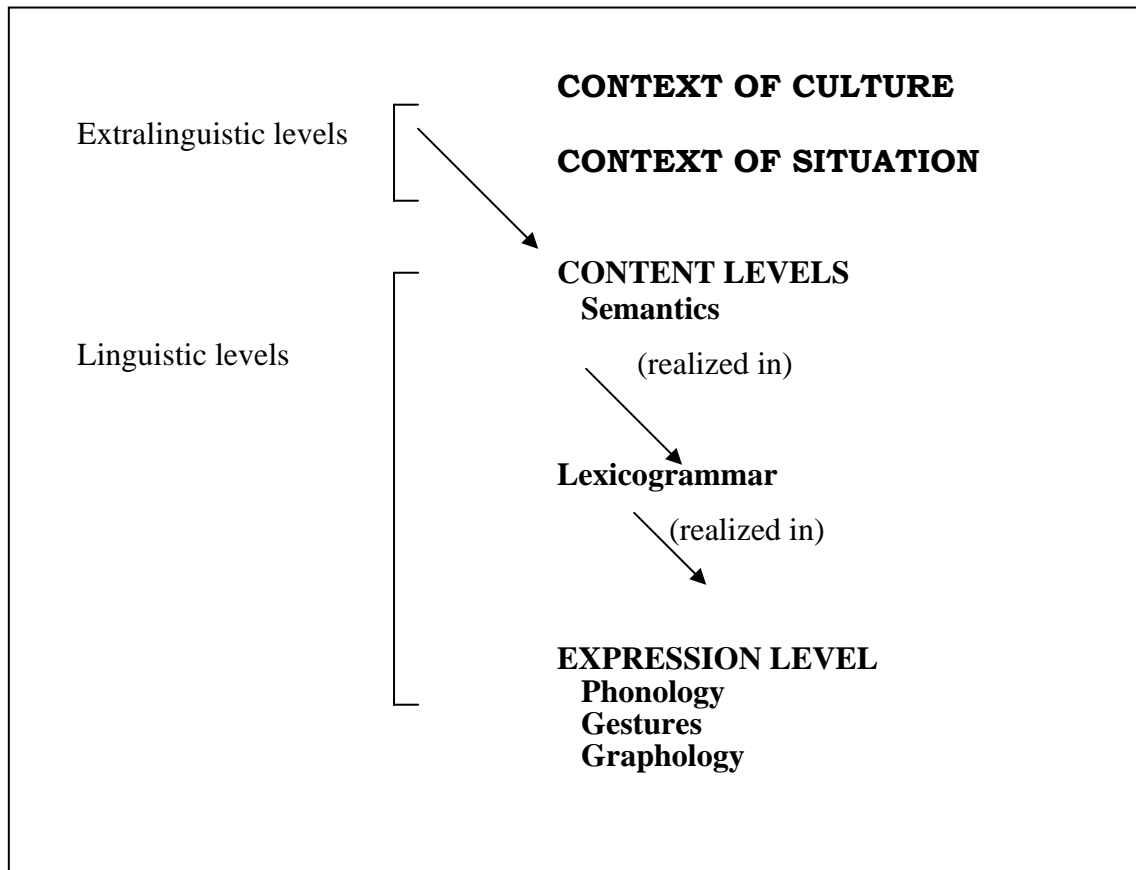 CONTEXT OF CULTURE
Extralinguistic levels
CONTEXT OF SITUATION
CONTENT LEVELS
Semantics
Linguistic levels
(realized in)
Lexicogrammar
(realized in)
EXPRESSION LEVEL
Phonology
Gestures
Graphology